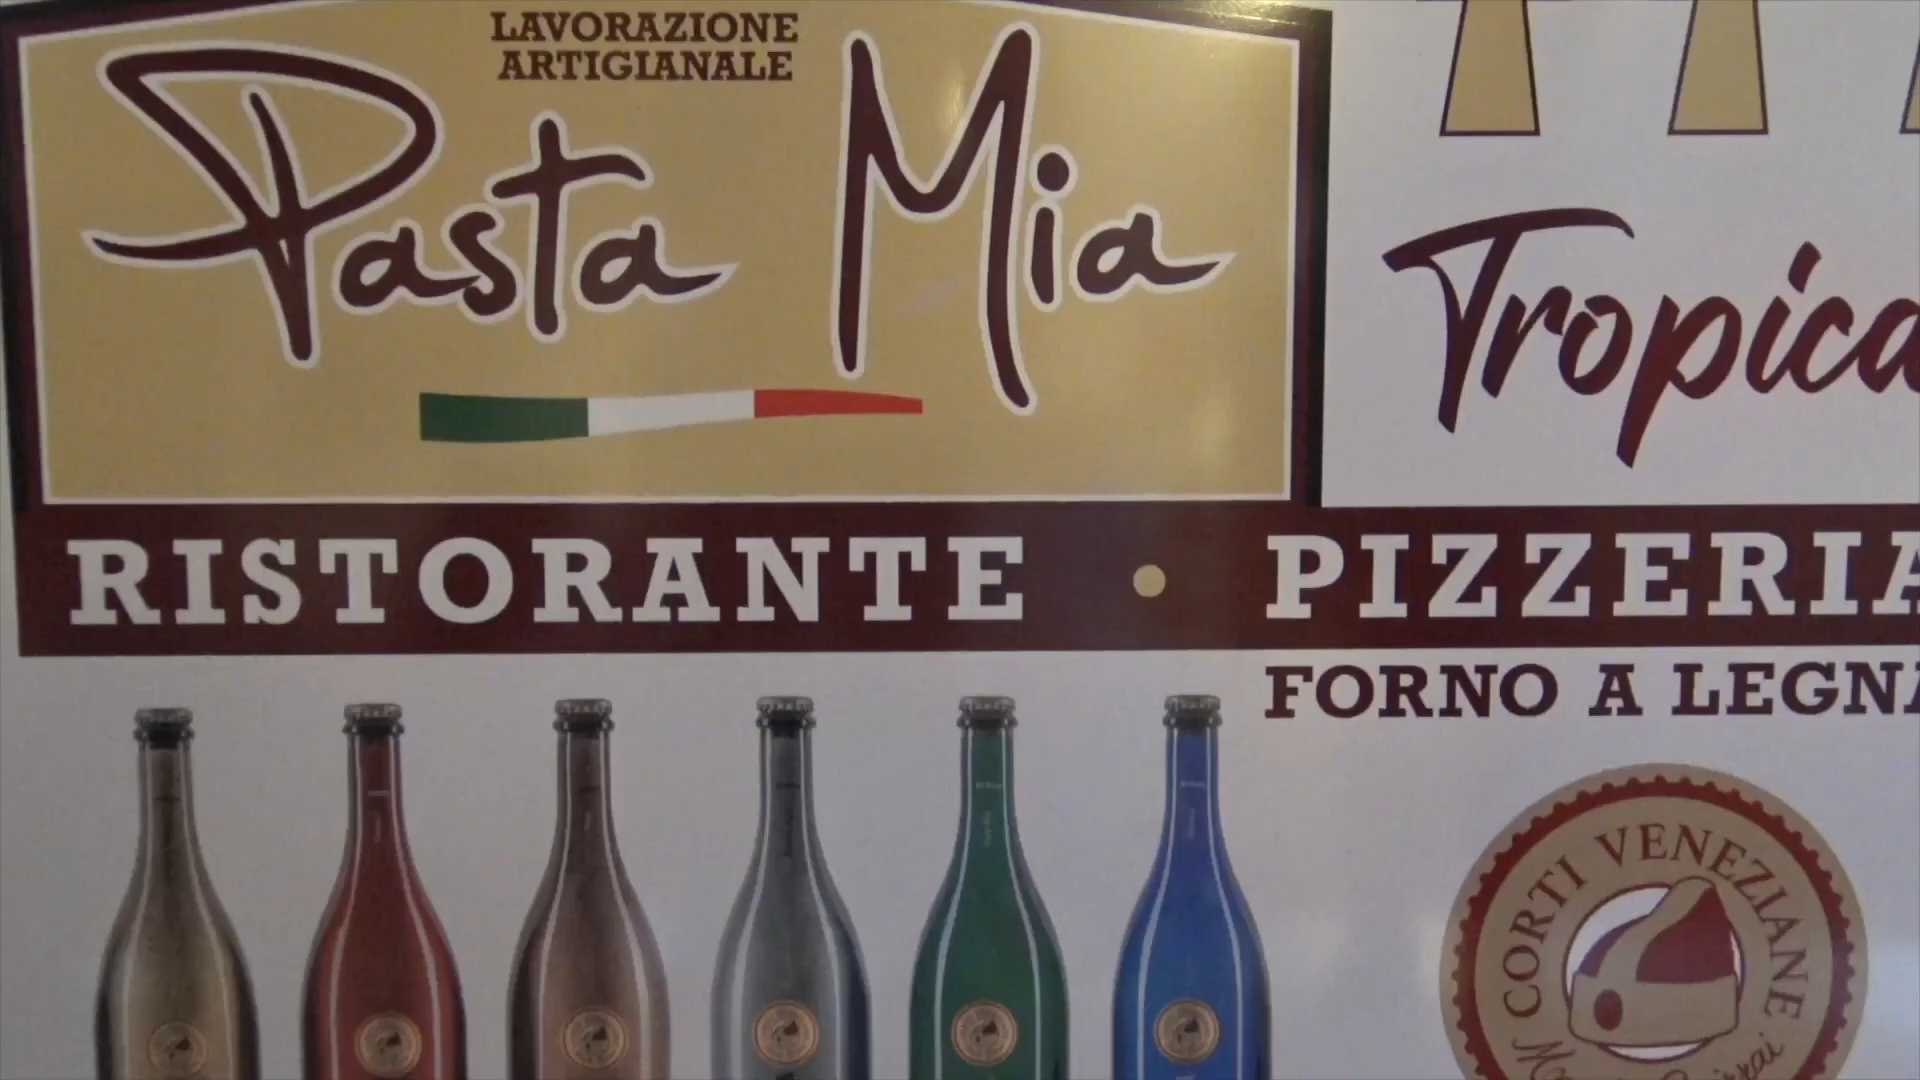 LAVORAZIONE
ARTIGIANALE
Pasta Mia
Tropica
RISTORANTE • PIZZERIA
FORNO A LEGNA
CORTI VENEZIANE